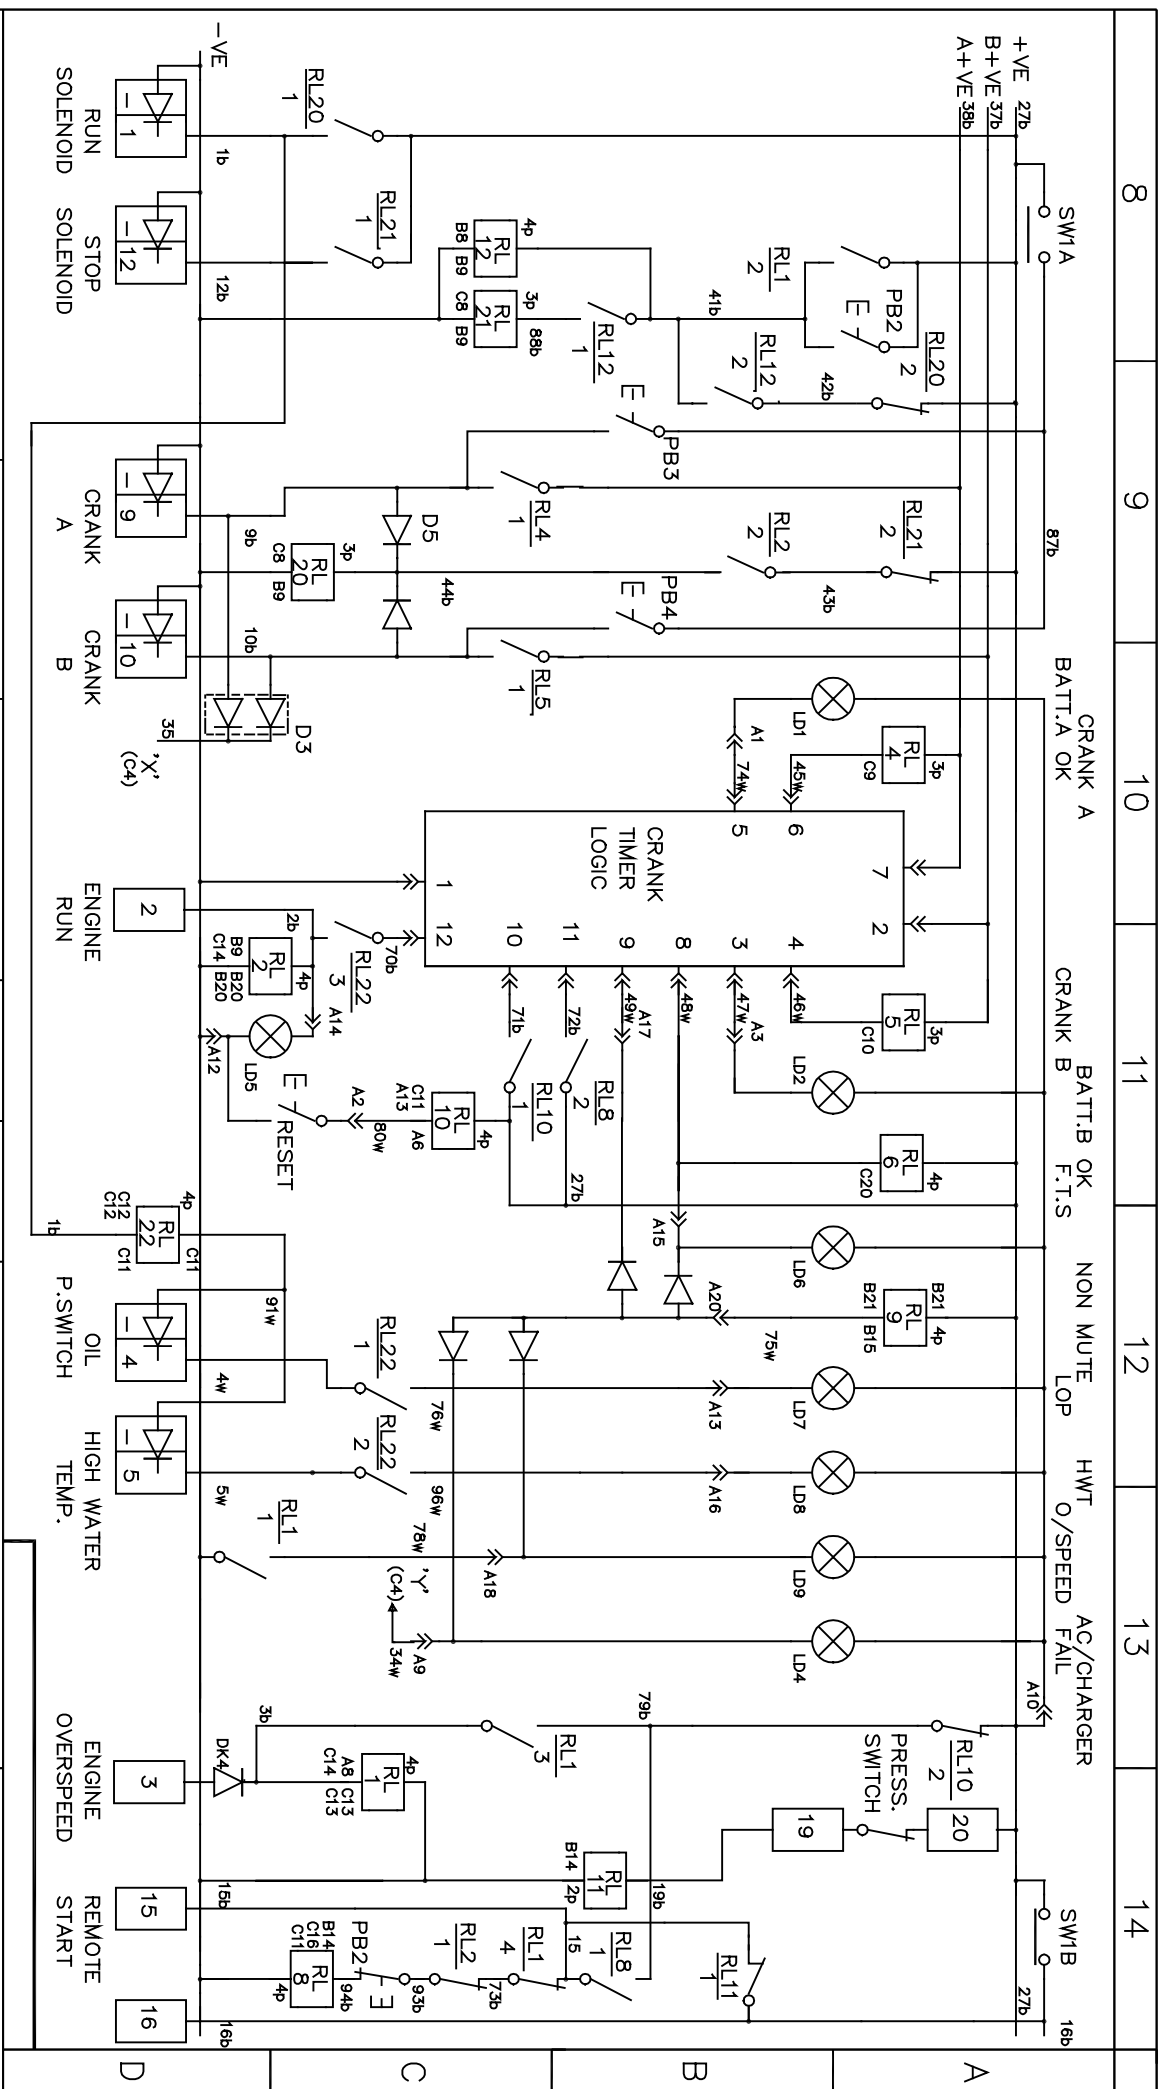 8
9
10
11
12
13
14
A
B
C
D
+VE 27b
B+VE 37b
A+VE 38b
-VE
SW1A
87b
SW1B
27b
16b
RL20
1
RL21
1
RL1
2
PB2
RL20
2
41b
42b
RL12
2
RL12
1
4p
RL
12
B8 B9
3p
RL
21
88b
C8 B9
PB3
RL4
1
RL21
2
RL2
2
43b
PB4
D5
44b
3p
RL
20
C8 B9
RL5
1
1b
12b
9b
10b
D3
35
'X'
(C4)
1
RUN
SOLENOID
12
STOP
SOLENOID
9
CRANK
A
10
CRANK
B
CRANK A
BATT.A OK
LD1
A1
74w
3p
RL
4
C9
45w
CRANK
TIMER
LOGIC
5
6
7
2
4
3
8
9
11
10
12
1
CRANK B
BATT.B OK
F.T.S
3p
RL
5
C10
46w
LD2
A3
47w
48w
A17
49w
72b
71b
RL8
2
RL10
1
27b
4p
RL
6
C20
A15
70b
RL22
3
2b
4p
RL
2
B9 B20
C14 B20
A14
LD5
A12
RESET
A2
80w
4p
RL
10
C11
A13 A6
2
ENGINE
RUN
NON MUTE
LOP
HWT
O/SPEED
AC/CHARGER
FAIL
LD6
B21
4p
RL
9
B21 B15
A20
75w
LD7
A13
LD8
A16
LD9
A18
LD4
A9
34w
'Y'
(C4)
78w
RL22
1
76w
RL22
2
96w
RL1
1
4p
RL
22
C11
C12
C12 C11
1b
91w
4w
5w
4
OIL
P.SWITCH
5
HIGH WATER
TEMP.
A10
RL10
2
PRESS.
SWITCH
20
19
79b
RL1
3
3b
DK4
4p
RL
1
A8 C13
C14 C13
RL
11
B14 2p
19b
15b
3
ENGINE
OVERSPEED
RL11
1
RL8
1
15
RL1
4
73b
RL2
1
93b
PB2
94b
RL
8
4p
B14
C16
C11
15
REMOTE
START
16
16b